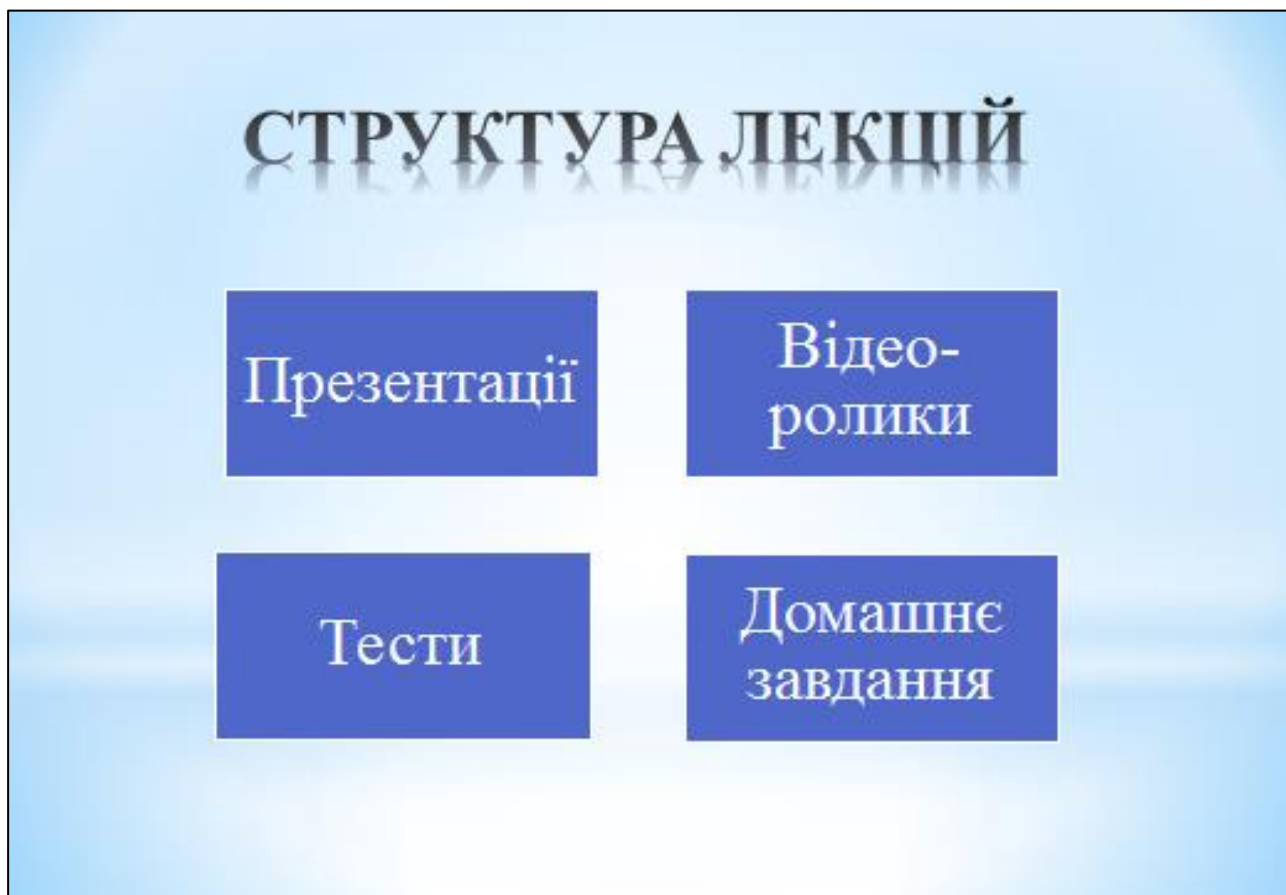 СТРУКТУРА ЛЕКЦІЙ
Презентації
Відео-
ролики
Тести
Домашнє
завдання